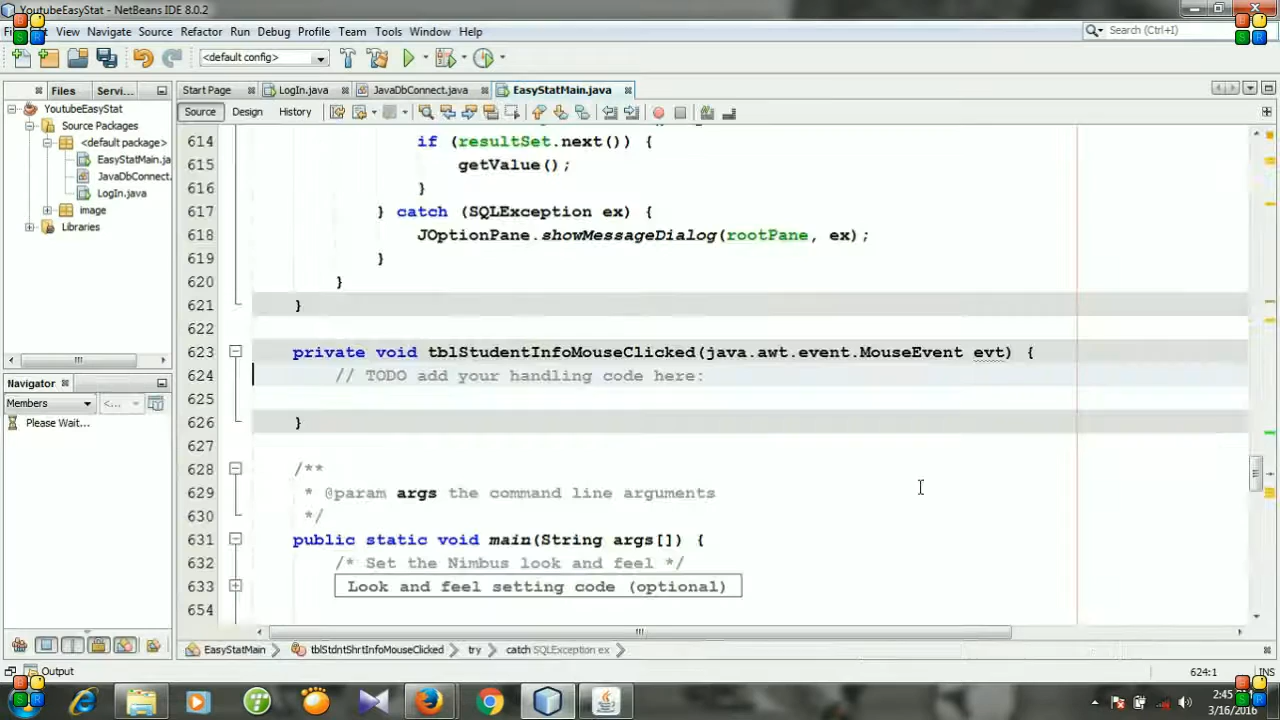 YoutubeEasyStat - NetBeans IDE 8.0.2
View Navigate Source Refactor Run Debug Profile Team Tools Window Help
Search (Ctrl+I)
<default config>
Files Servi...
Start Page LogIn.java JavaDbConnect.java EasyStatMain.java
YoutubeEasyStat
Source Packages
<default package>
EasyStatMain.ja
JavaDbConnect.
LogIn.java
image
Libraries
Source Design History
614 if (resultSet.next()) {
615 getValue();
616 }
617 } catch (SQLException ex) {
618 JOptionPane.showMessageDialog(rootPane, ex);
619 }
620 }
621 }
622
623 private void tblStudentInfoMouseClicked(java.awt.event.MouseEvent evt) {
624 // TODO add your handling code here:
625
626 }
627
628 /**
629 * @param args the command line arguments
630 */
631 public static void main(String args[]) {
632 /* Set the Nimbus look and feel */
633 Look and feel setting code (optional)
654
Navigator
Members <...
Please Wait...
EasyStatMain tblStdntShrtInfoMouseClicked try catch SQLException ex
Output
624:1 INS
2:45
3/16/2016